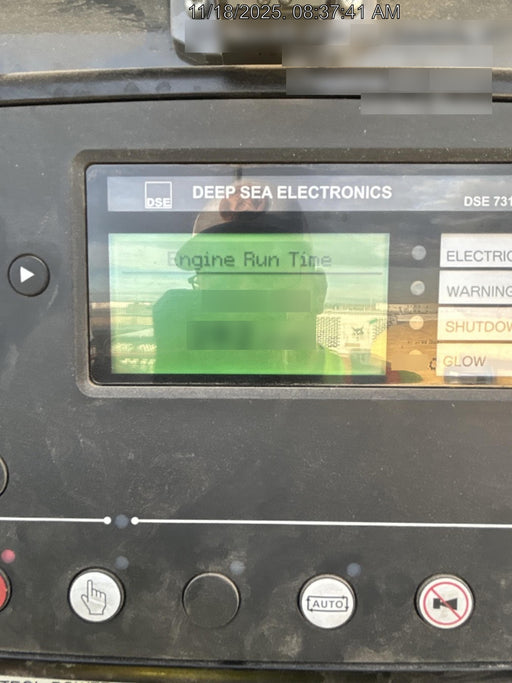 11/18/2025, 08:37:41 AM
DEEP SEA ELECTRONICS
DSE
DSE 731
Engine Run Time
ELECTRIC
WARNING
SHUTDOW
GLOW
AUTO